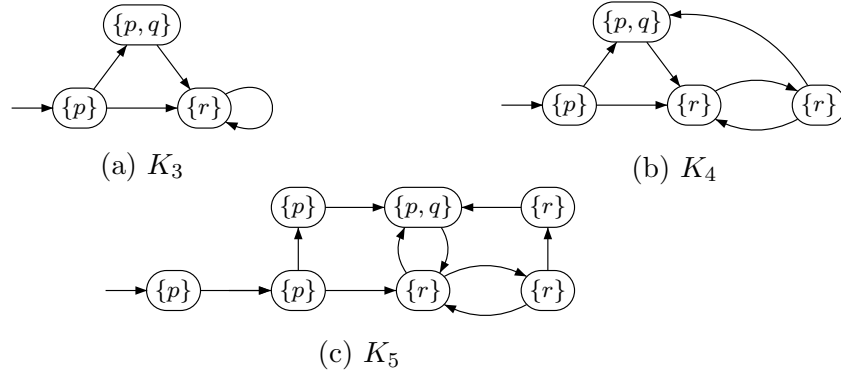 {p, q} {p, q}
{p} {r} {p} {r} {r}
(a) K₃ (b) K₄
{p} {p, q} {r}
{p} {p} {r} {r}
(c) K₅